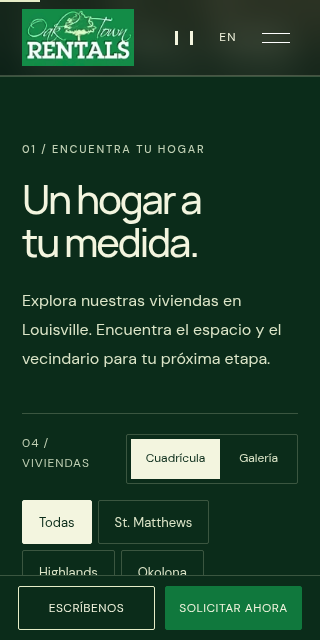 Oak Town
RENTALS
EN
01 / ENCUENTRA TU HOGAR
Un hogar a
tu medida.
Explora nuestras viviendas en
Louisville. Encuentra el espacio y el
vecindario para tu próxima etapa.
04 /
VIVIENDAS
Cuadrícula
Galería
Todas
St. Matthews
Highlands
Okolona
ESCRÍBENOS
SOLICITAR AHORA